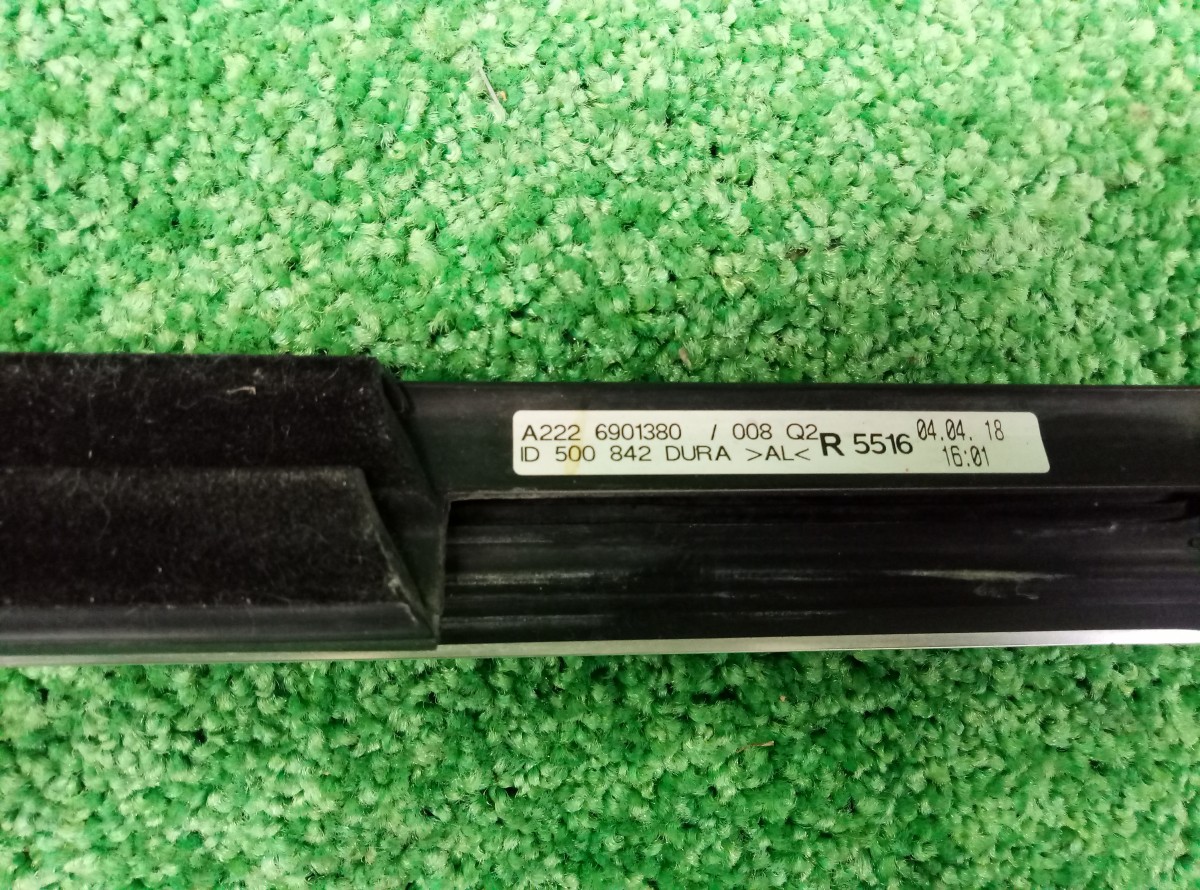 A222 6901380 / 008 Q2
ID 500 842 DURA >AL<
R 5516
04.04.18
16:01